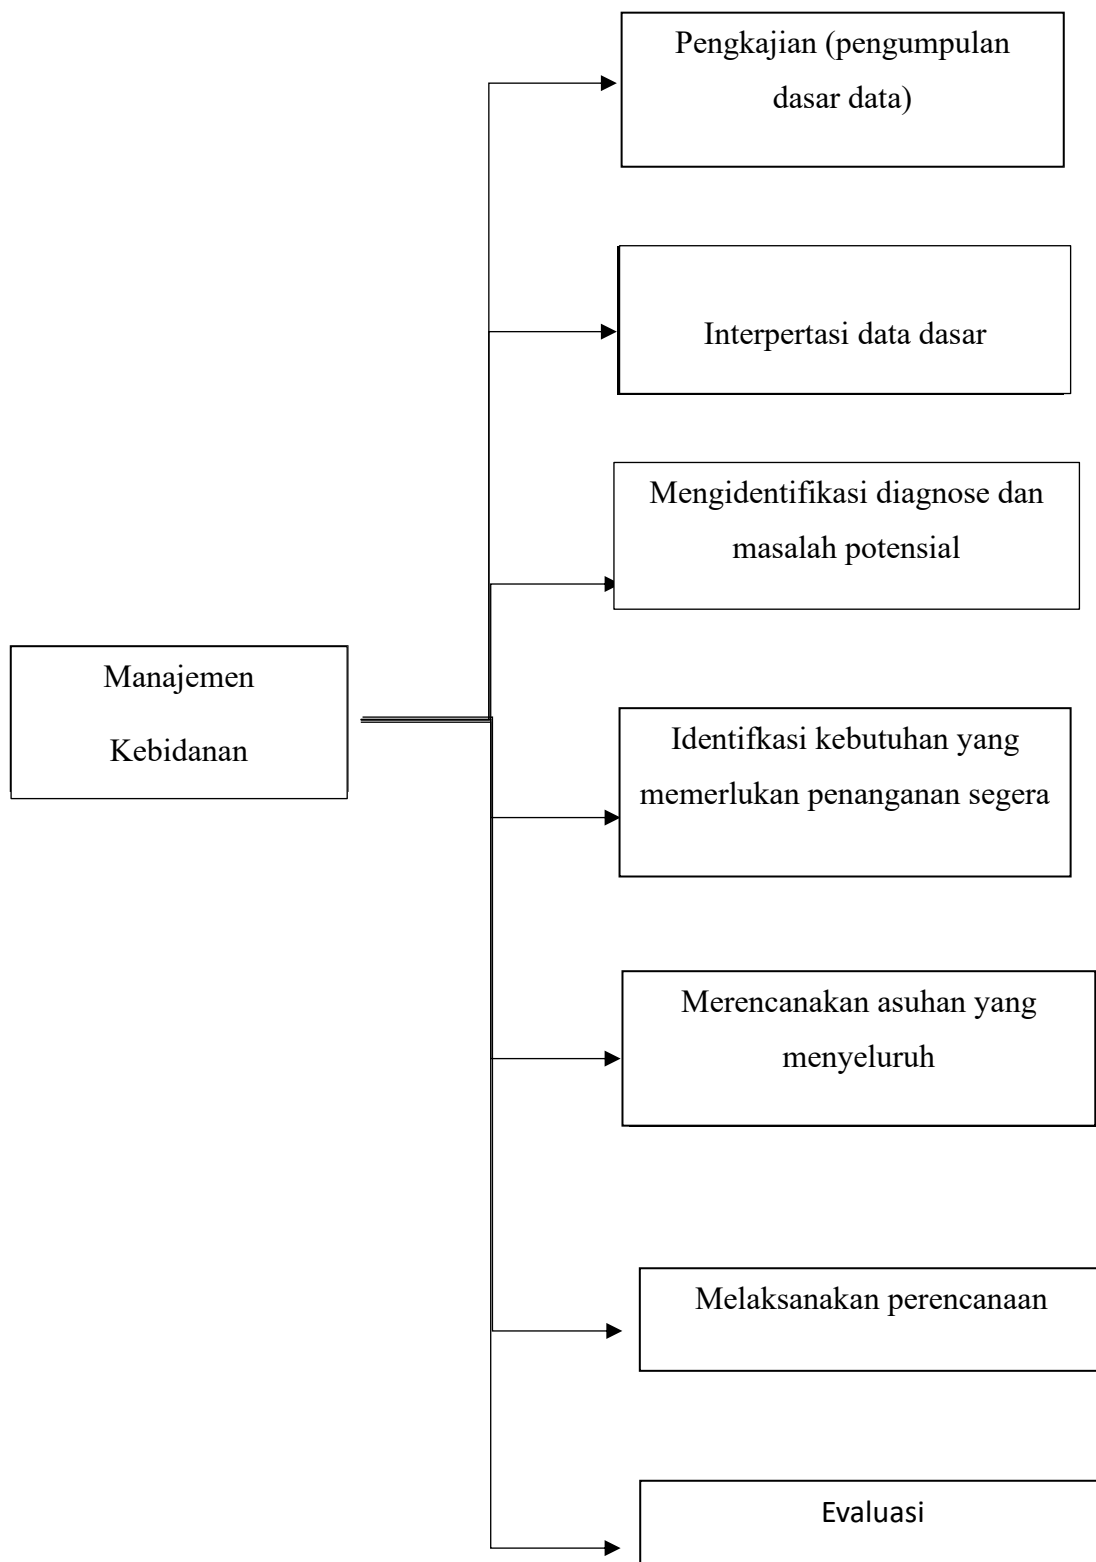 Pengkajian (pengumpulan
dasar data)
Interpertasi data dasar
Mengidentifikasi diagnose dan
masalah potensial
Manajemen
Kebidanan
Identifkasi kebutuhan yang
memerlukan penanganan segera
Merencanakan asuhan yang
menyeluruh
Melaksanakan perencanaan
Evaluasi